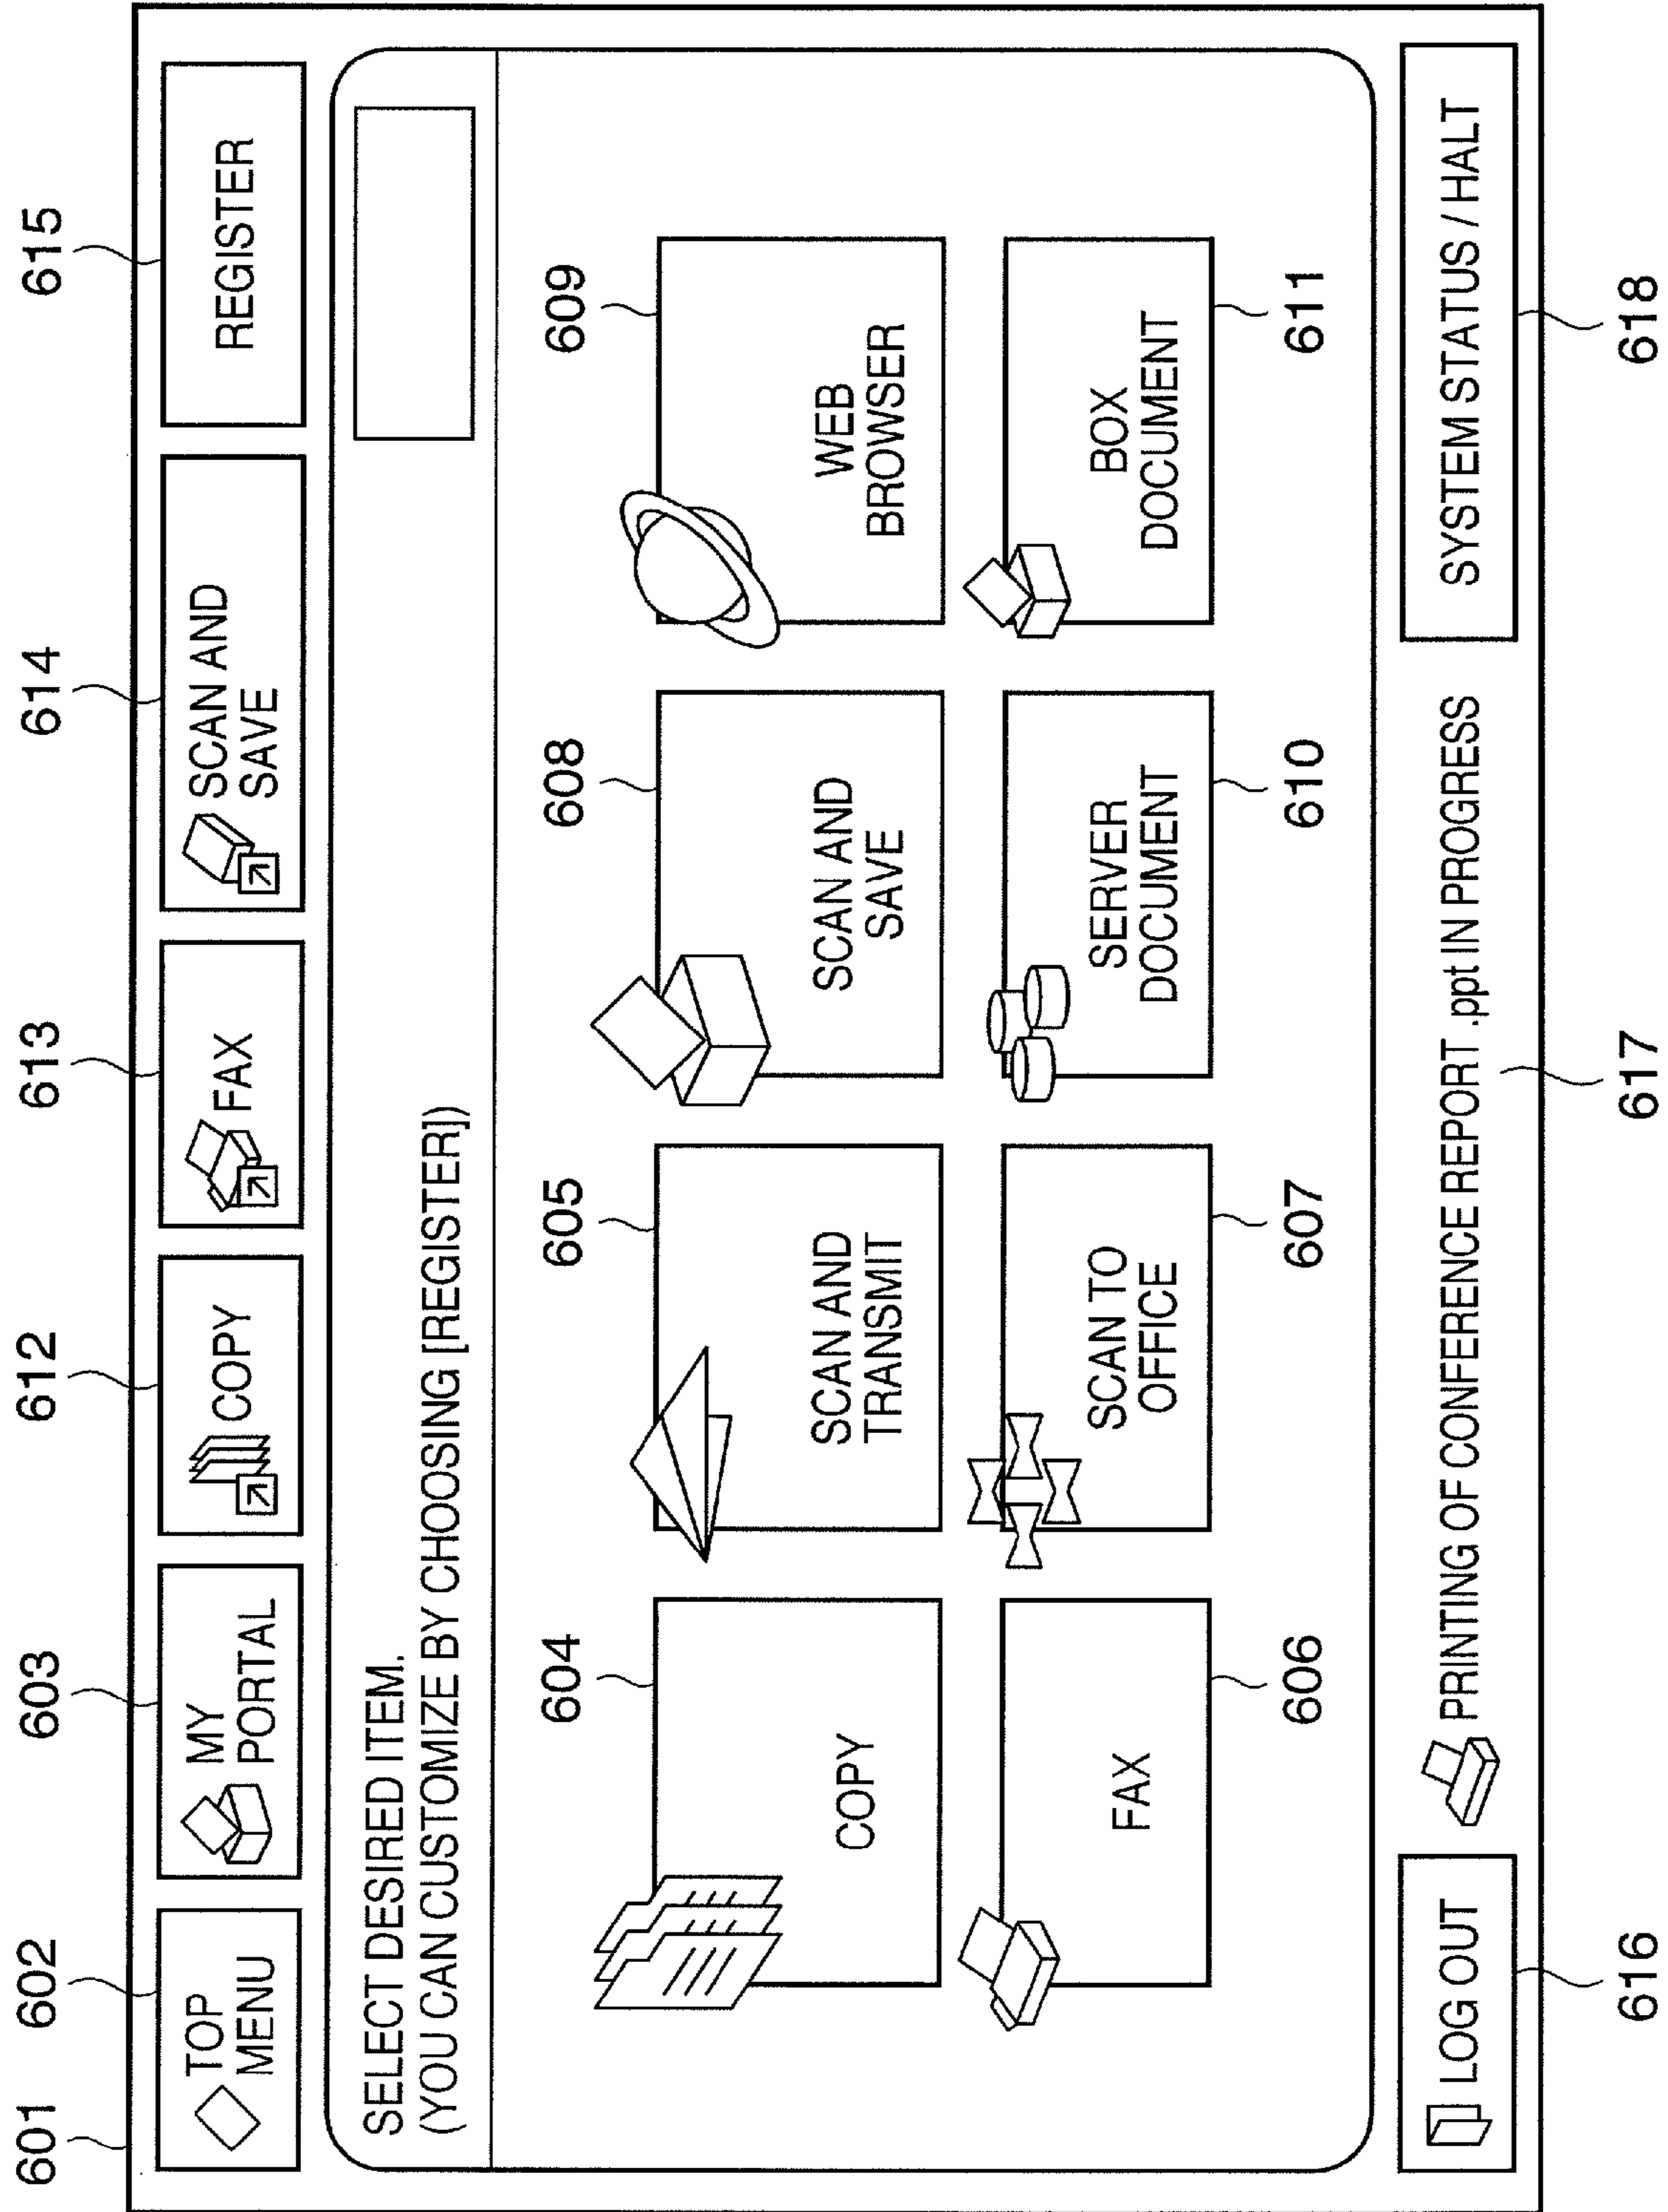 601
602
603
612
613
614
615
TOP
MENU
MY
PORTAL
COPY
FAX
SCAN AND
SAVE
REGISTER
SELECT DESIRED ITEM.
(YOU CAN CUSTOMIZE BY CHOOSING [REGISTER])
604
605
608
609
COPY
SCAN AND
TRANSMIT
SCAN AND
SAVE
WEB
BROWSER
FAX
SCAN TO
OFFICE
SERVER
DOCUMENT
BOX
DOCUMENT
606
607
610
611
LOG OUT
PRINTING OF CONFERENCE REPORT .ppt IN PROGRESS
SYSTEM STATUS / HALT
616
617
618